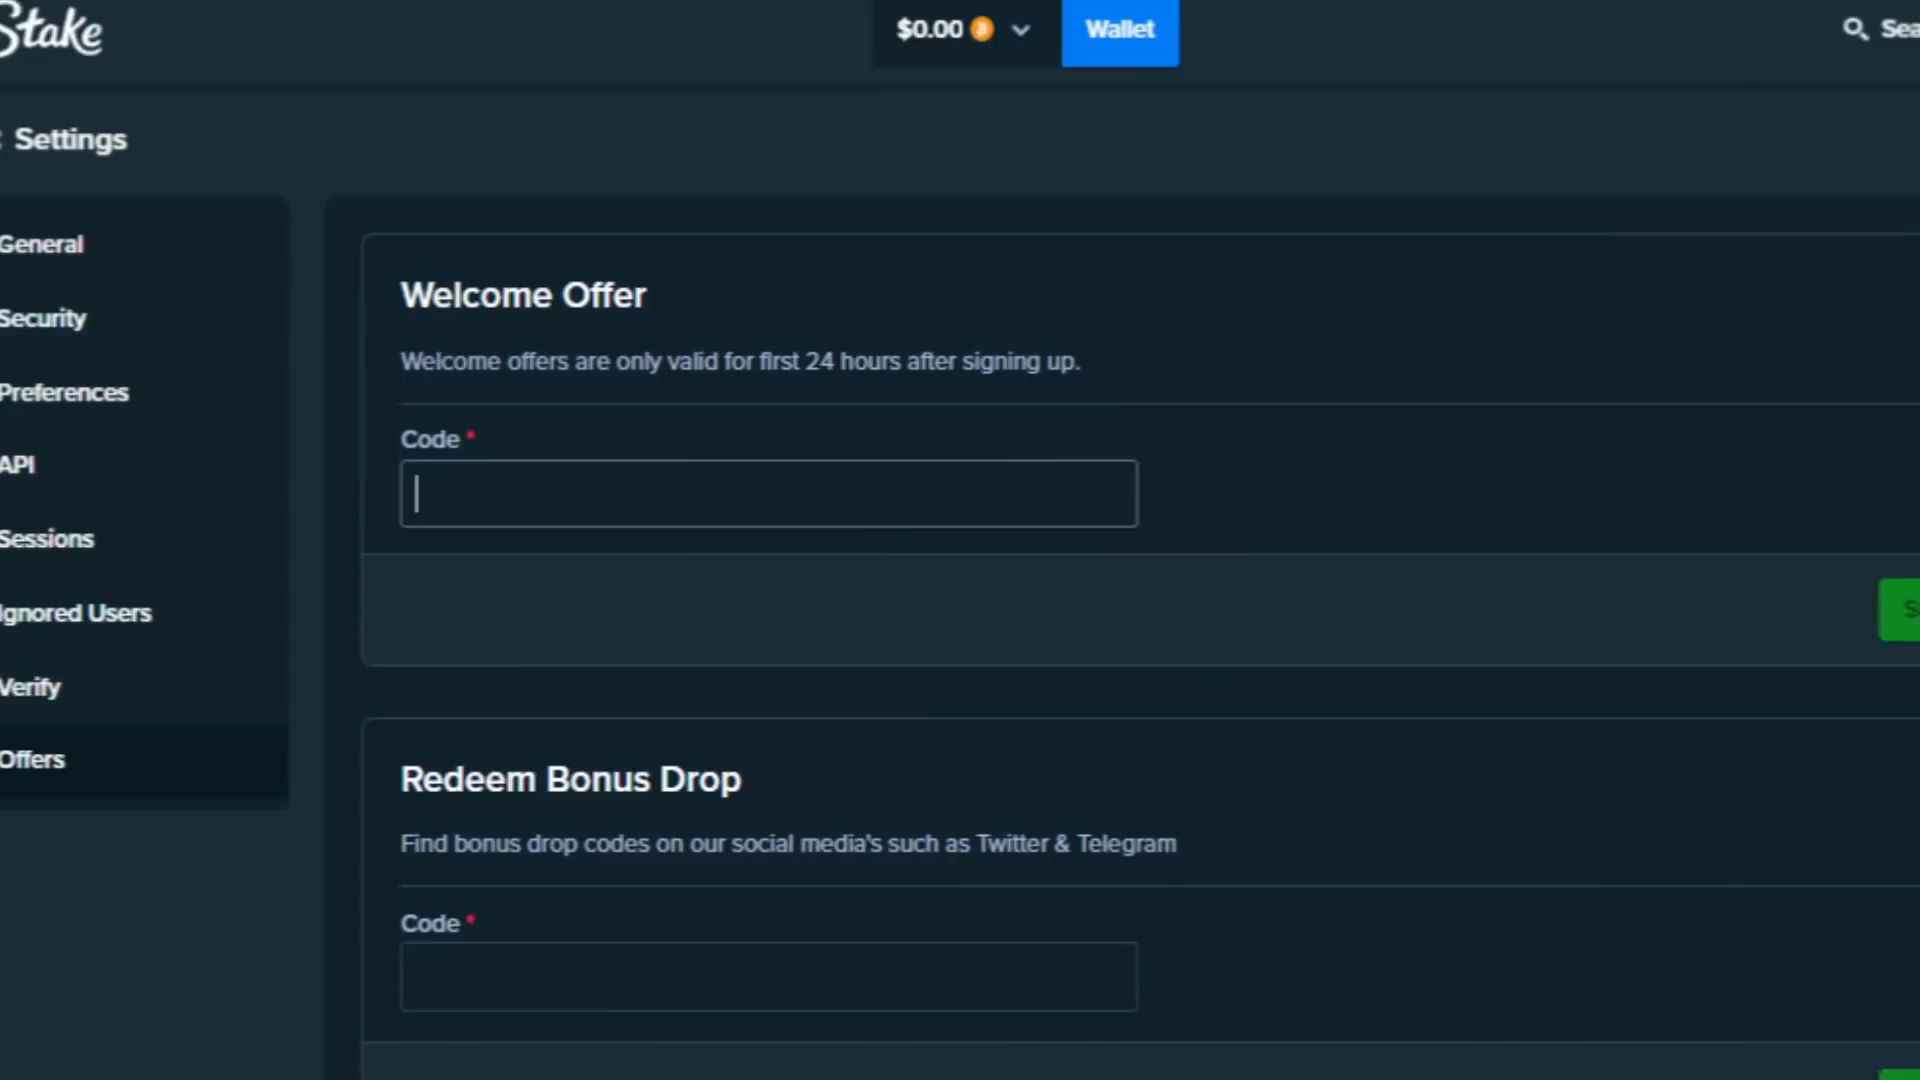 Stake
$0.00
Wallet
Settings
General
Security
Preferences
API
Sessions
Ignored Users
Verify
Offers
Welcome Offer
Welcome offers are only valid for first 24 hours after signing up.
Code *
Redeem Bonus Drop
Find bonus drop codes on our social media's such as Twitter & Telegram
Code *